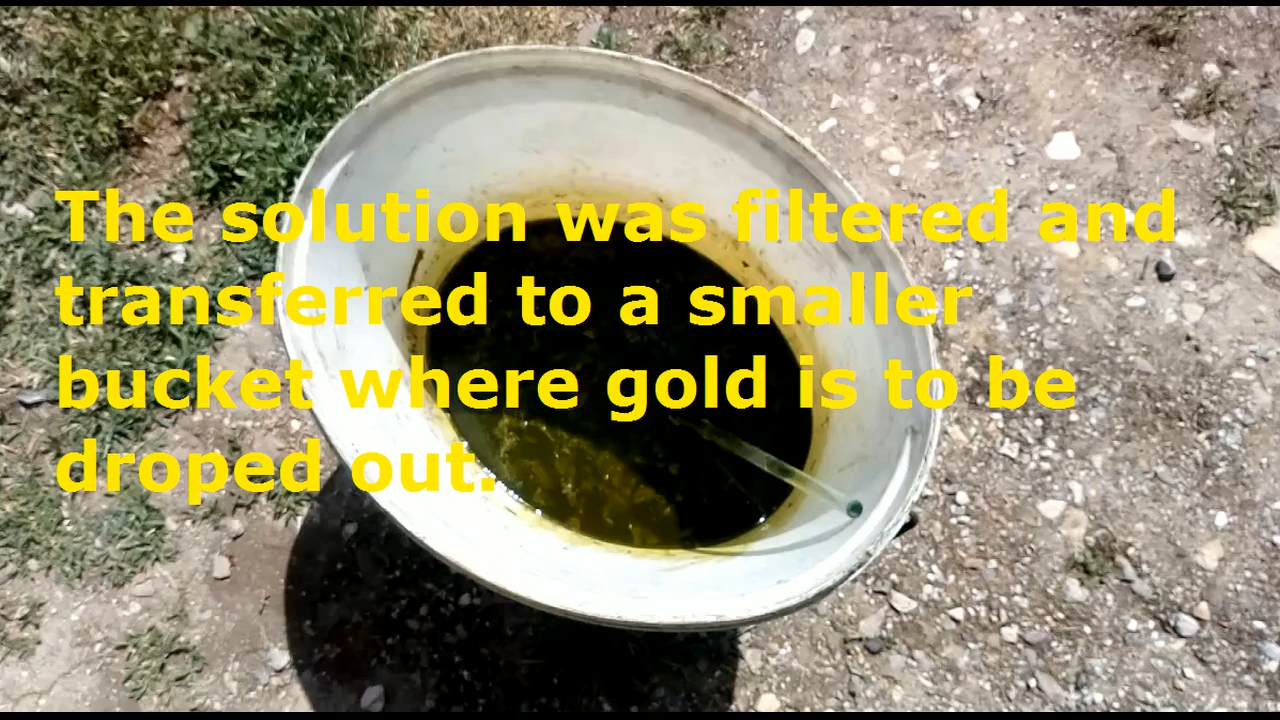 The solution was filtered and
transferred to a smaller
bucket where gold is to be
droped out.